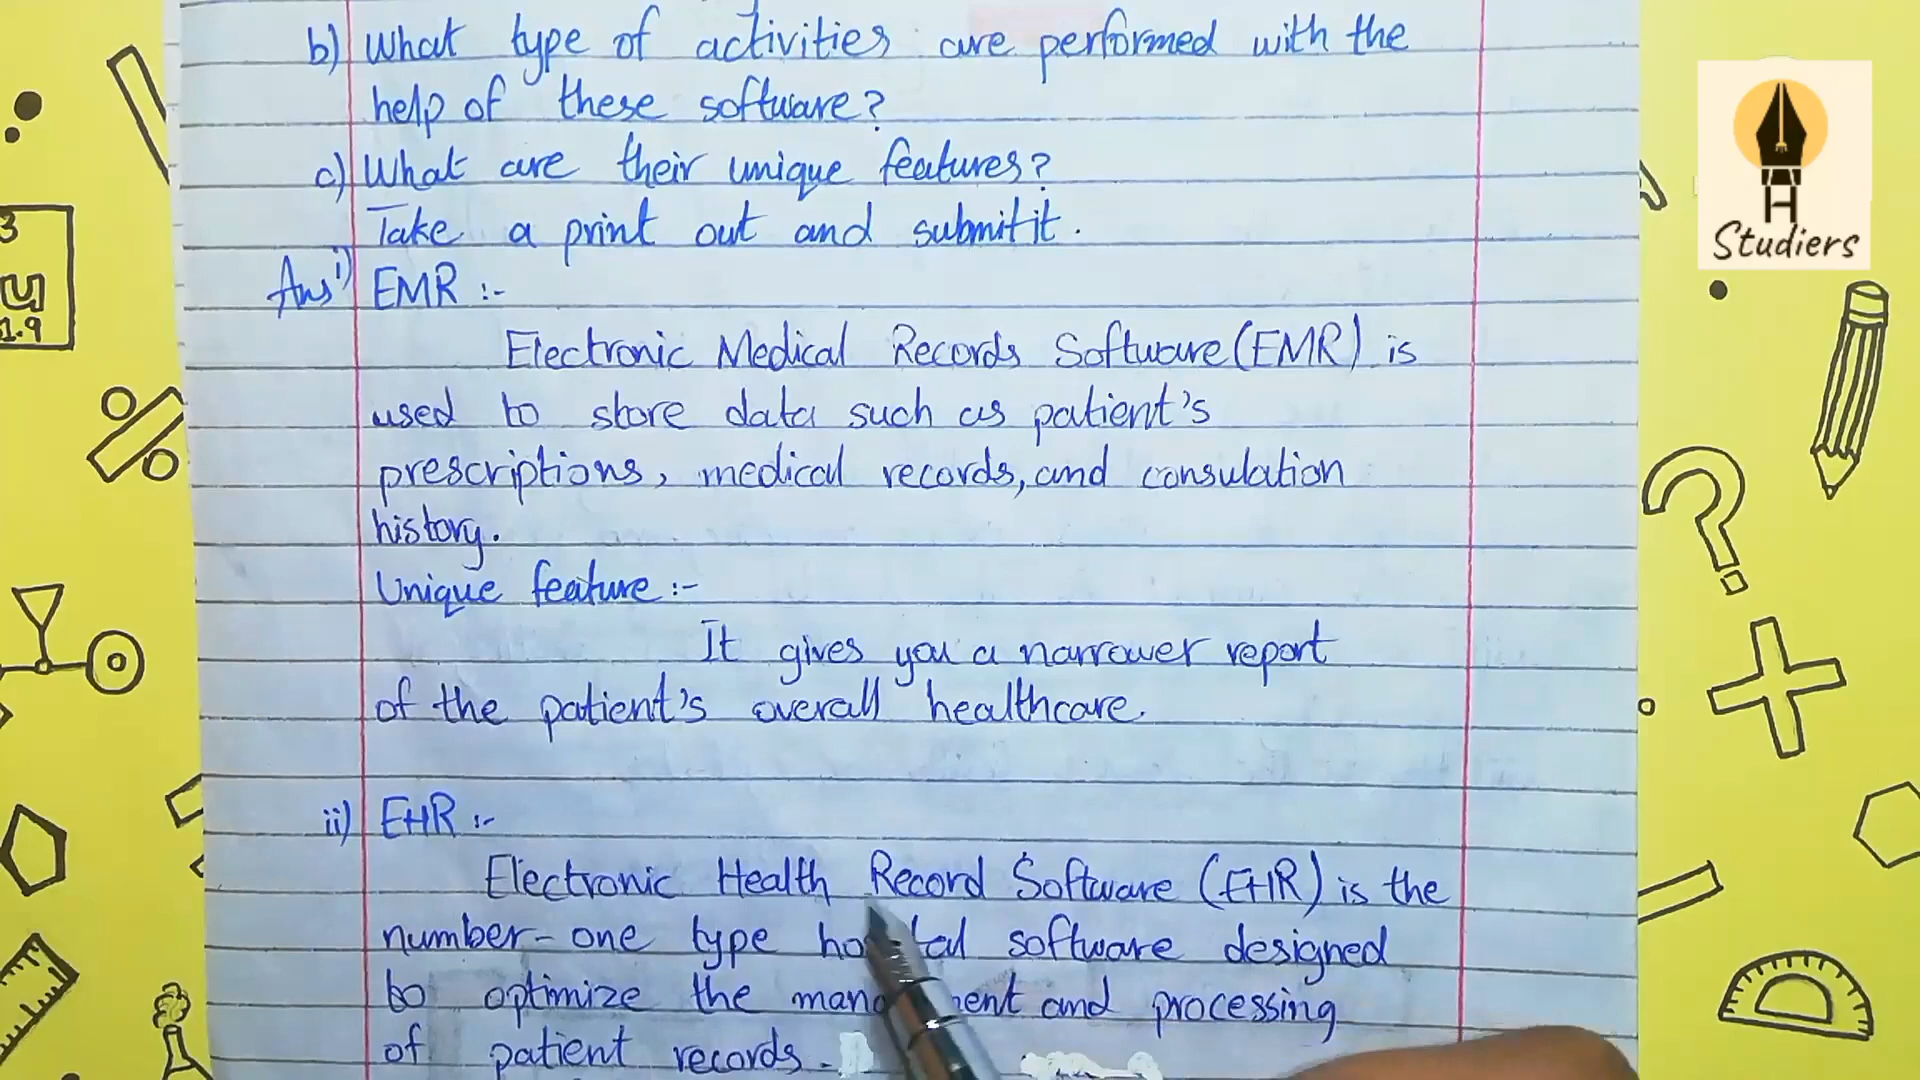 b) What type of activities are performed with the
help of these software?
c) What are their unique features?
Take a print out and submit it.
Ans i) EMR :-
Electronic Medical Records Software (EMR) is
used to store data such as patient's
prescriptions, medical records, and consulation
history.
Unique feature :-
It gives you a narrower report
of the patient's overall healthcare.
ii) EHR :-
Electronic Health Record Software (EHR) is the
number-one type software designed
to optimize the and processing
of patient records.
Studiers
3
u
1.9